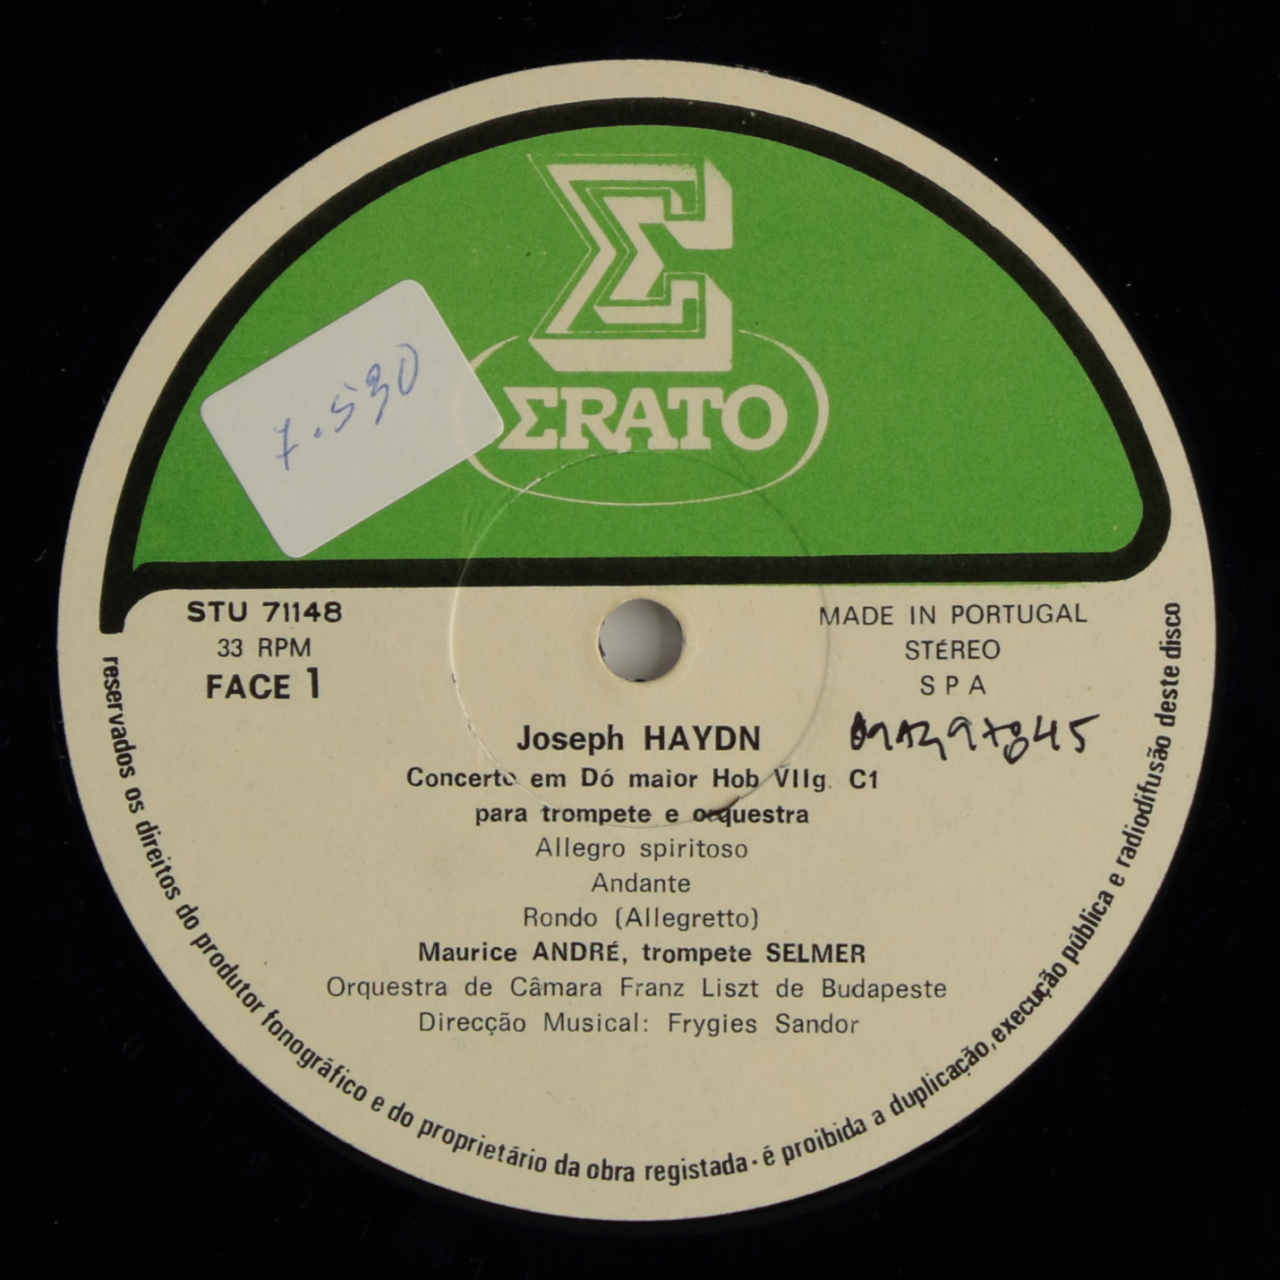 Σ
ΣRATO
7.530
STU 71148
33 RPM
FACE 1
MADE IN PORTUGAL
STÉREO
SPA
Joseph HAYDN
Concerto em Dó maior Hob VIIg. C1
para trompete e orquestra
Allegro spiritoso
Andante
Rondo (Allegretto)
Maurice ANDRÉ, trompete SELMER
Orquestra de Câmara Franz Liszt de Budapeste
Direcção Musical: Frygies Sandor
reservados os direitos do produtor fonográfico e do proprietário da obra registada · é proibida a duplicação, execução pública e radiodifusão deste disco